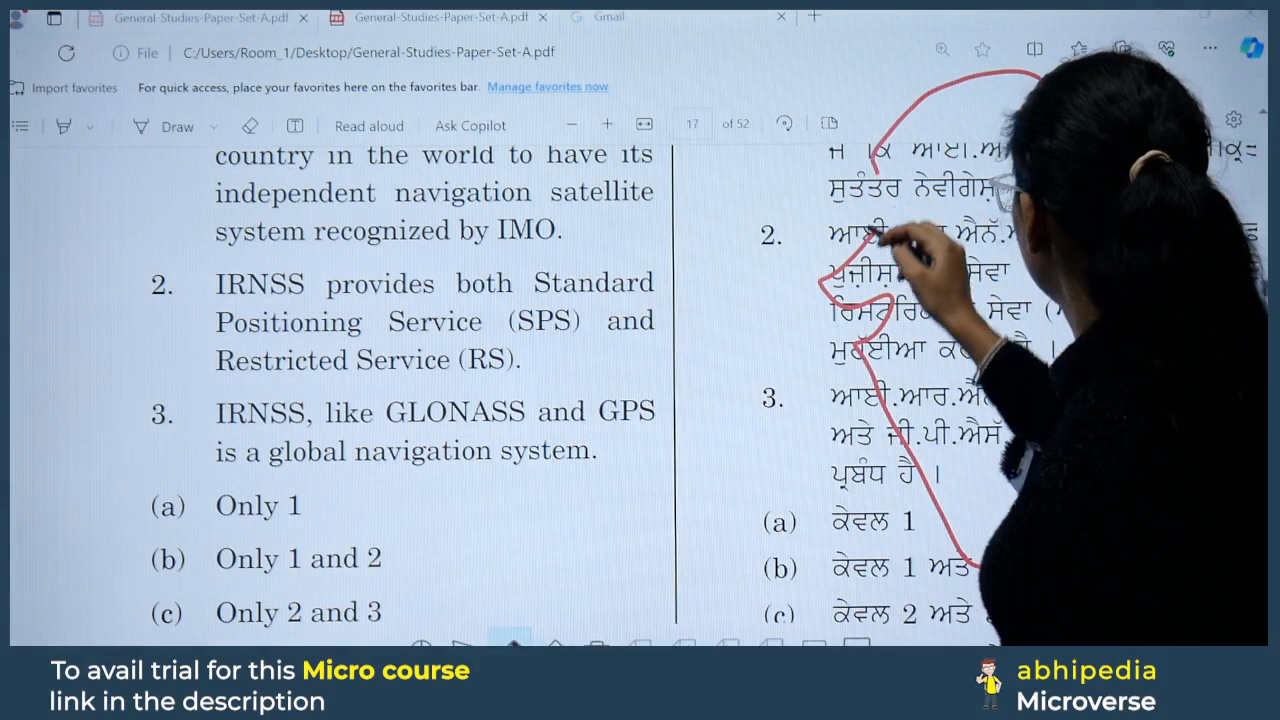 General-Studies-Paper-Set-A.pdf
General-Studies-Paper-Set-A.pdf
Gmail
File
C:/Users/Room_1/Desktop/General-Studies-Paper-Set-A.pdf
Import favorites
For quick access, place your favorites here on the favorites bar. Manage favorites now
Draw
Read aloud
Ask Copilot
17 of 52
country in the world to have its
independent navigation satellite
system recognized by IMO.
2. IRNSS provides both Standard
Positioning Service (SPS) and
Restricted Service (RS).
3. IRNSS, like GLONASS and GPS
is a global navigation system.
(a) Only 1
(b) Only 1 and 2
(c) Only 2 and 3
ਸੁਤੰਤਰ
2.
ਸੇਵਾ
ਸੇਵਾ
ਮੁਹੱਈਆ
3. ਆਈ.ਆਰ.
ਅਤੇ ਜੀ.ਪੀ.ਐਸੱ
ਪ੍ਰਬੰਧ ਹੈ ।
(a) ਕੇਵਲ 1
(b) ਕੇਵਲ 1 ਅਤੇ
(c) ਕੇਵਲ 2 ਅਤੇ
To avail trial for this Micro course
link in the description
abhipedia
Microverse